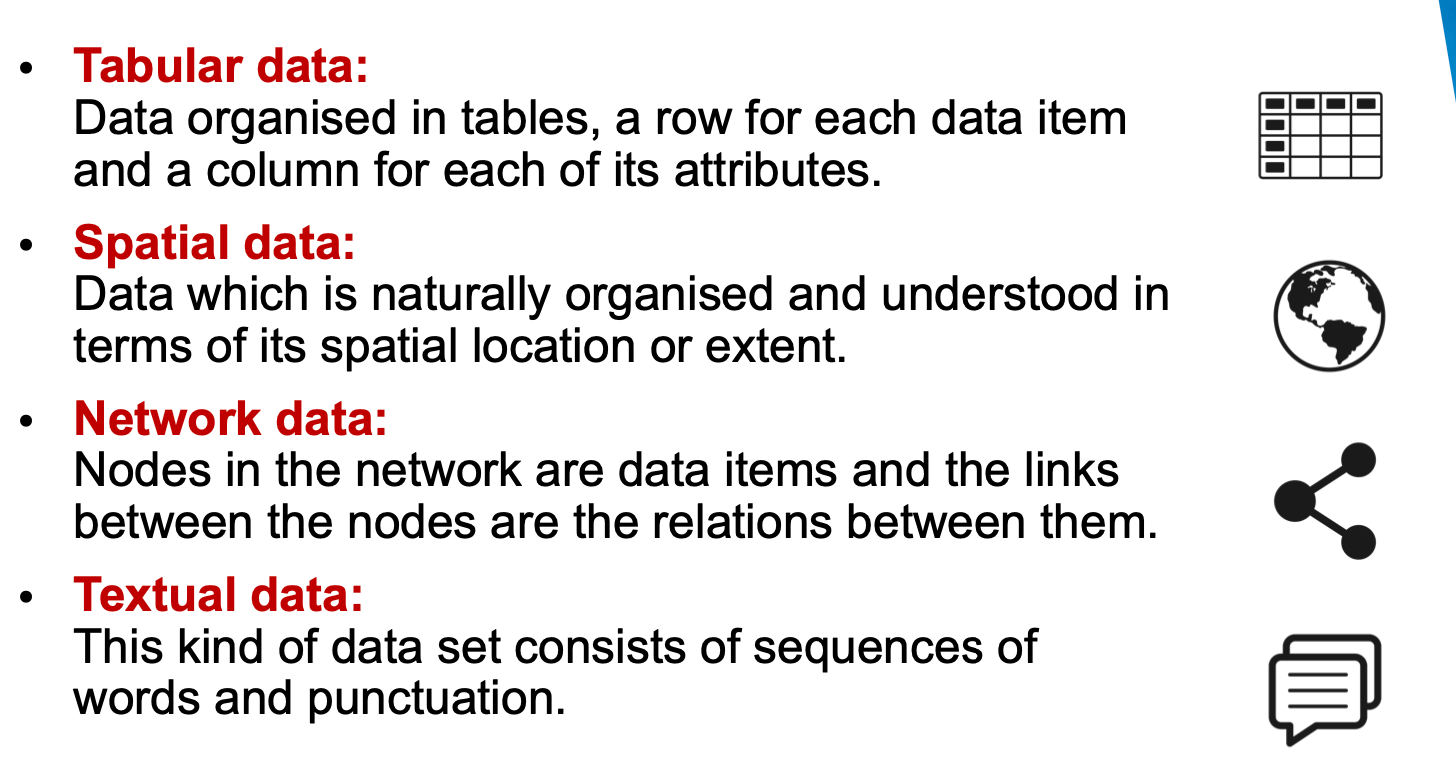 • Tabular data:
Data organised in tables, a row for each data item
and a column for each of its attributes.
• Spatial data:
Data which is naturally organised and understood in
terms of its spatial location or extent.
• Network data:
Nodes in the network are data items and the links
between the nodes are the relations between them.
• Textual data:
This kind of data set consists of sequences of
words and punctuation.